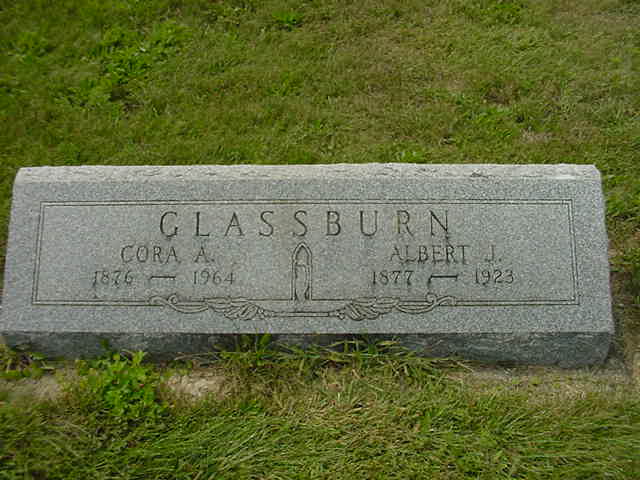 GLASSBURN
CORA A. ALBERT J.
1876 — 1964 1877 — 1923